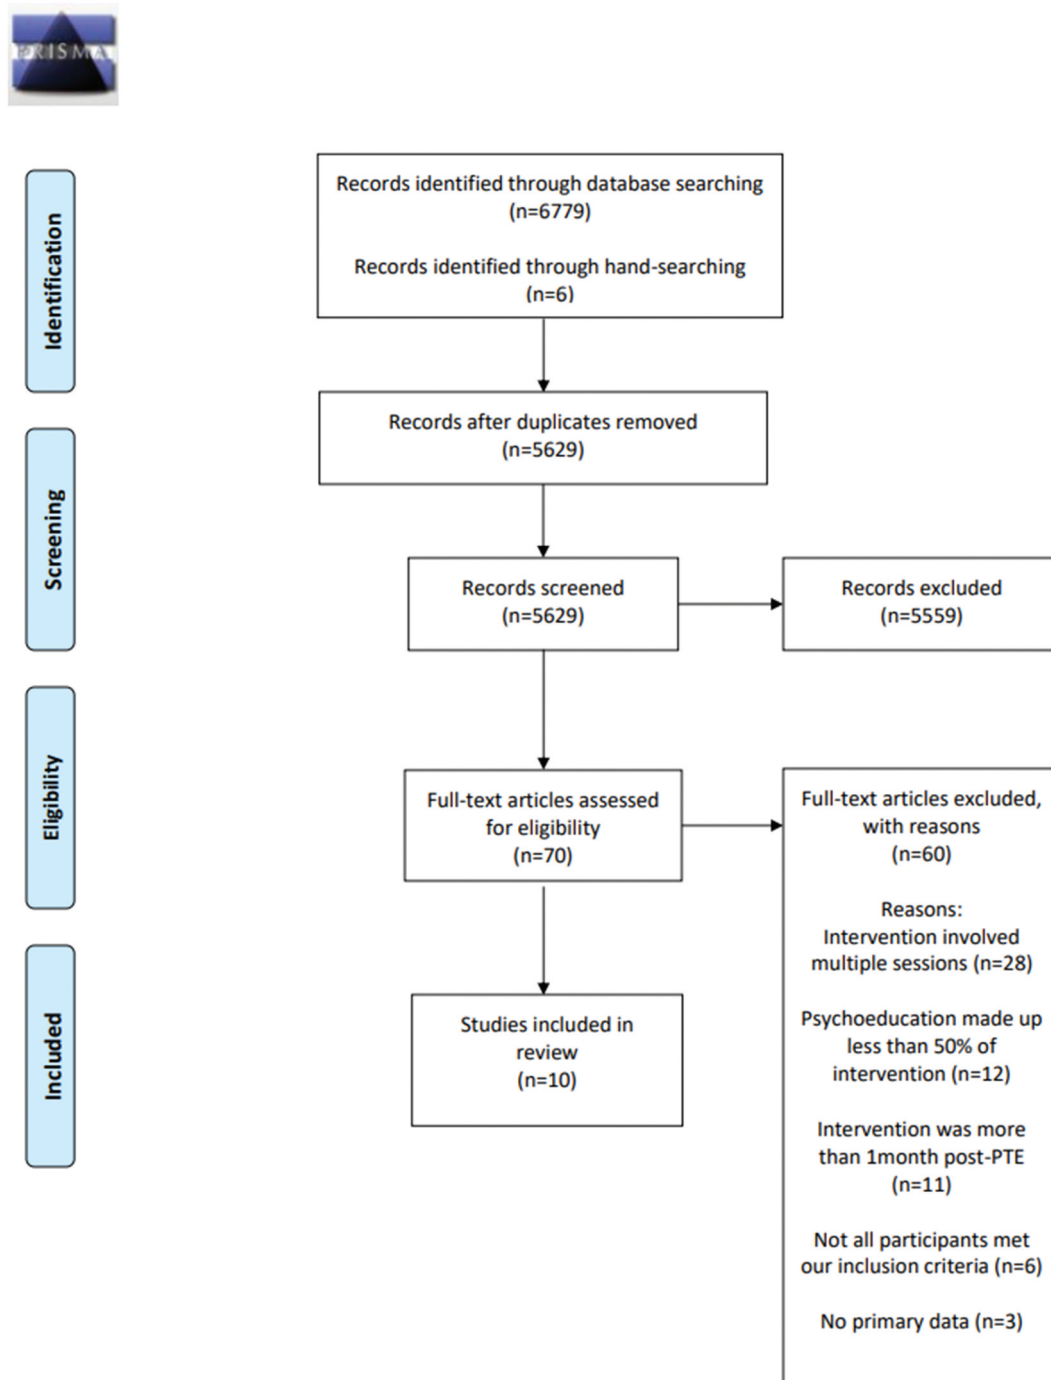 PRISMA
Identification
Records identified through database searching
(n=6779)
Records identified through hand-searching
(n=6)
Records after duplicates removed
(n=5629)
Screening
Records screened
(n=5629)
Records excluded
(n=5559)
Eligibility
Full-text articles assessed
for eligibility
(n=70)
Full-text articles excluded,
with reasons
(n=60)
Reasons:
Intervention involved
multiple sessions (n=28)
Psychoeducation made up
less than 50% of
intervention (n=12)
Intervention was more
than 1month post-PTE
(n=11)
Not all participants met
our inclusion criteria (n=6)
No primary data (n=3)
Included
Studies included in
review
(n=10)